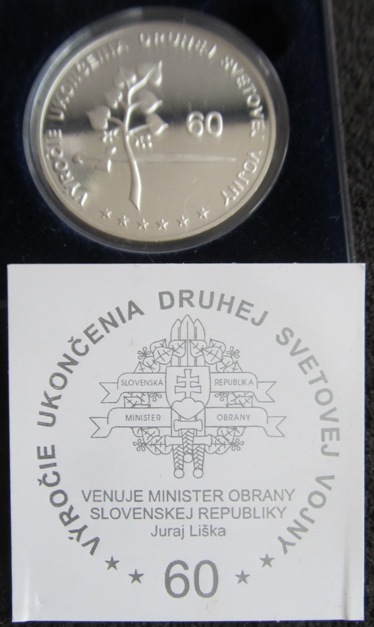 VÝROČIE UKONČENIA DRUHEJ SVETOVEJ VOJNY
60
VÝROČIE UKONČENIA DRUHEJ SVETOVEJ VOJNY
SLOVENSKÁ REPUBLIKA
MINISTER OBRANY
VENUJE MINISTER OBRANY
SLOVENSKEJ REPUBLIKY
Juraj Liška
60